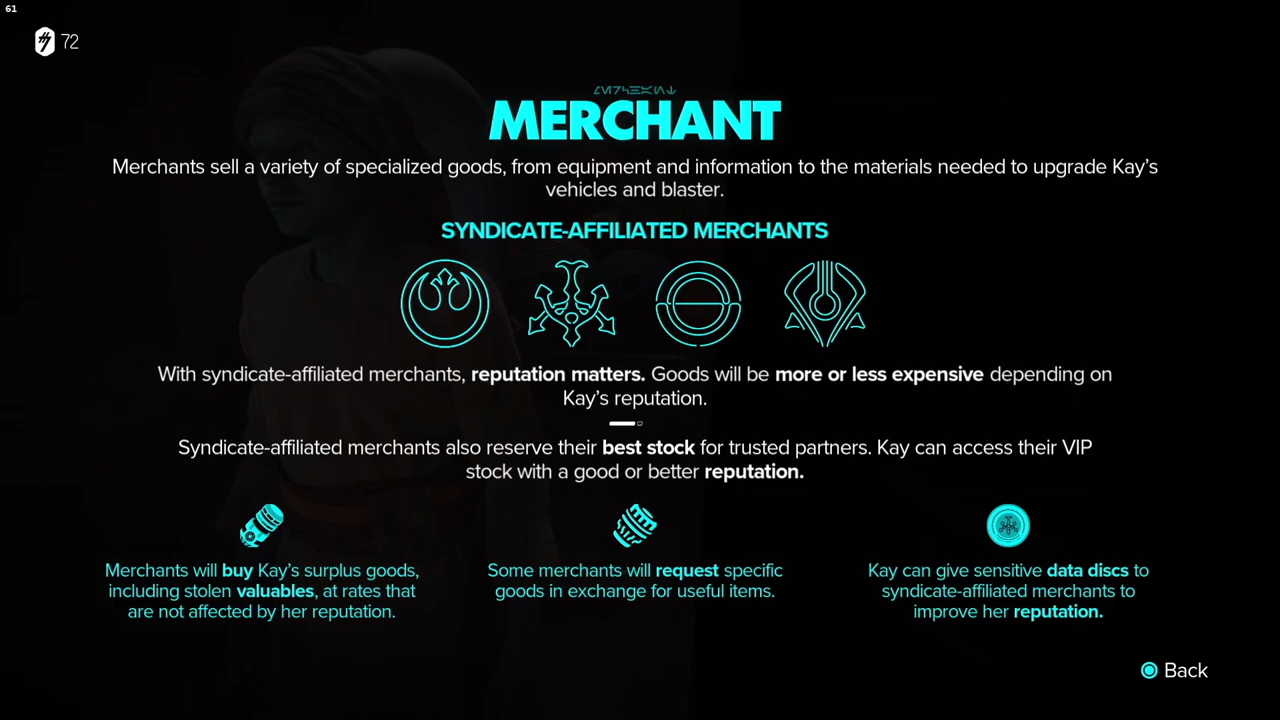 61
72
MERCHANT
Merchants sell a variety of specialized goods, from equipment and information to the materials needed to upgrade Kay’s
vehicles and blaster.
SYNDICATE-AFFILIATED MERCHANTS
With syndicate-affiliated merchants, reputation matters. Goods will be more or less expensive depending on
Kay’s reputation.
Syndicate-affiliated merchants also reserve their best stock for trusted partners. Kay can access their VIP
stock with a good or better reputation.
Merchants will buy Kay’s surplus goods,
including stolen valuables, at rates that
are not affected by her reputation.
Some merchants will request specific
goods in exchange for useful items.
Kay can give sensitive data discs to
syndicate-affiliated merchants to
improve her reputation.
Back